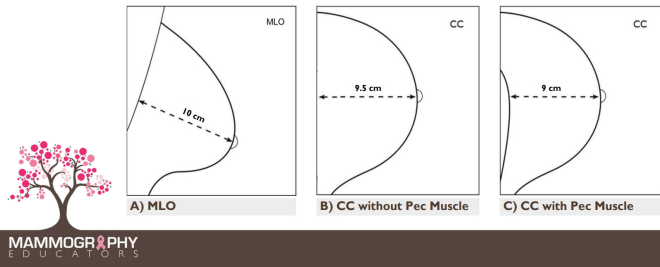 MLO
10 cm
A) MLO
CC
9.5 cm
B) CC without Pec Muscle
CC
9 cm
C) CC with Pec Muscle
MAMMOGRAPHY
EDUCATORS